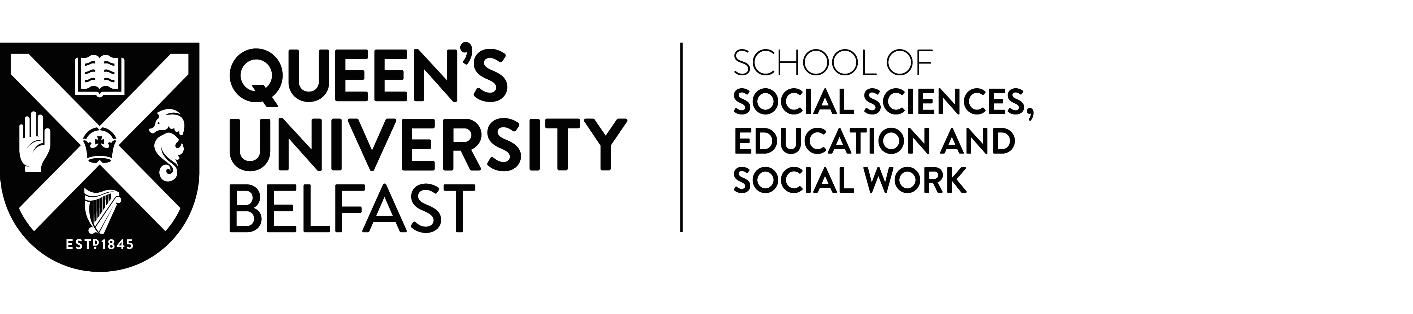 QUEEN'S
UNIVERSITY
BELFAST
ESTD1845
SCHOOL OF
SOCIAL SCIENCES,
EDUCATION AND
SOCIAL WORK